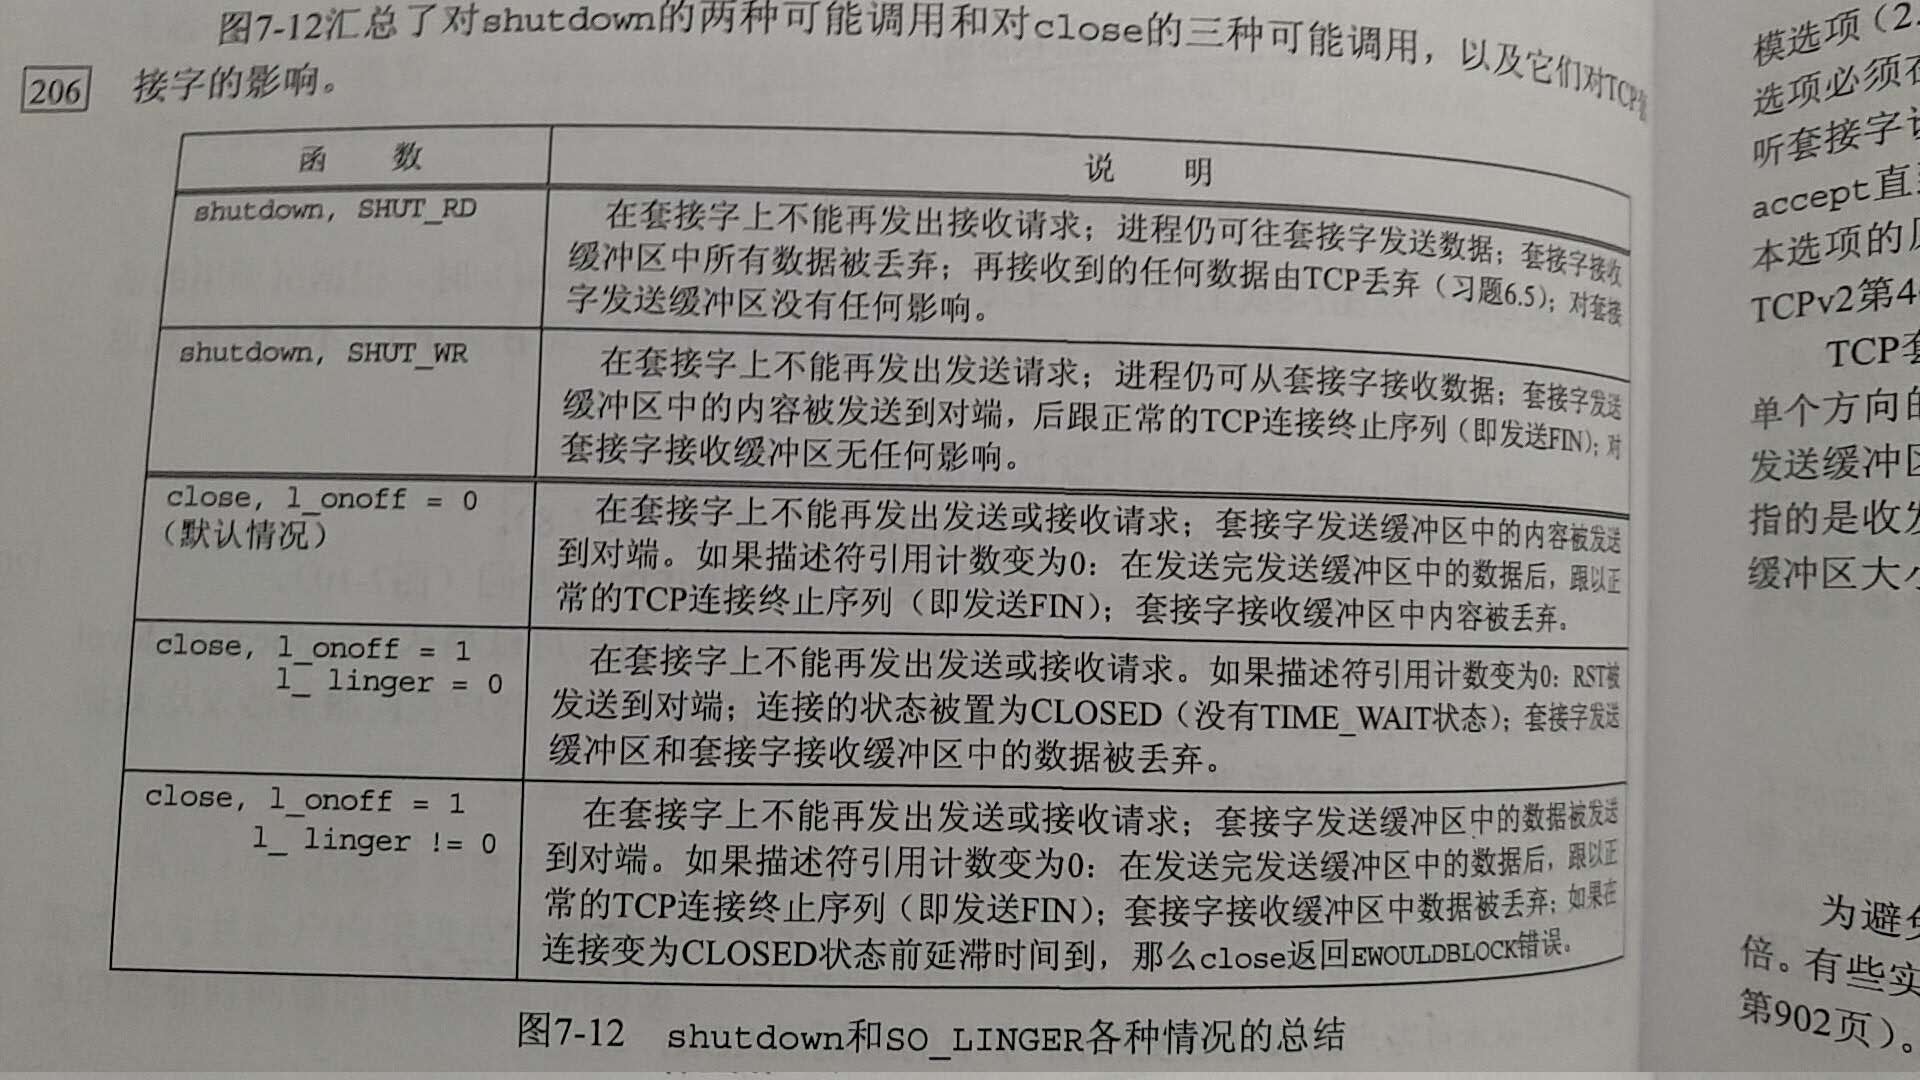 图7-12汇总了对shutdown的两种可能调用和对close的三种可能调用，以及它们对TCP套
206
接字的影响。
函 数
说 明
shutdown, SHUT_RD
在套接字上不能再发出接收请求；进程仍可往套接字发送数据；套接字接收
缓冲区中所有数据被丢弃；再接收到的任何数据由TCP丢弃（习题6.5）；对套接
字发送缓冲区没有任何影响。
shutdown, SHUT_WR
在套接字上不能再发出发送请求；进程仍可从套接字接收数据；套接字发送
缓冲区中的内容被发送到对端，后跟正常的TCP连接终止序列（即发送FIN）；对
套接字接收缓冲区无任何影响。
close, l_onoff = 0
（默认情况）
在套接字上不能再发出发送或接收请求；套接字发送缓冲区中的内容被发送
到对端。如果描述符引用计数变为0：在发送完发送缓冲区中的数据后，跟以正
常的TCP连接终止序列（即发送FIN）；套接字接收缓冲区中内容被丢弃。
close, l_onoff = 1
l_ linger = 0
在套接字上不能再发出发送或接收请求。如果描述符引用计数变为0：RST被
发送到对端；连接的状态被置为CLOSED（没有TIME_WAIT状态）；套接字发送
缓冲区和套接字接收缓冲区中的数据被丢弃。
close, l_onoff = 1
l_ linger != 0
在套接字上不能再发出发送或接收请求；套接字发送缓冲区中的数据被发送
到对端。如果描述符引用计数变为0：在发送完发送缓冲区中的数据后，跟以正
常的TCP连接终止序列（即发送FIN）；套接字接收缓冲区中数据被丢弃；如果在
连接变为CLOSED状态前延滞时间到，那么close返回EWOULDBLOCK错误。
图7-12 shutdown和SO_LINGER各种情况的总结
模选项（2.
选项必须在
听套接字
accept直
本选项的
TCPv2第4
TCP套
单个方向的
发送缓冲区
指的是收发
缓冲区大小
为避免
倍。有些实
第902页）。